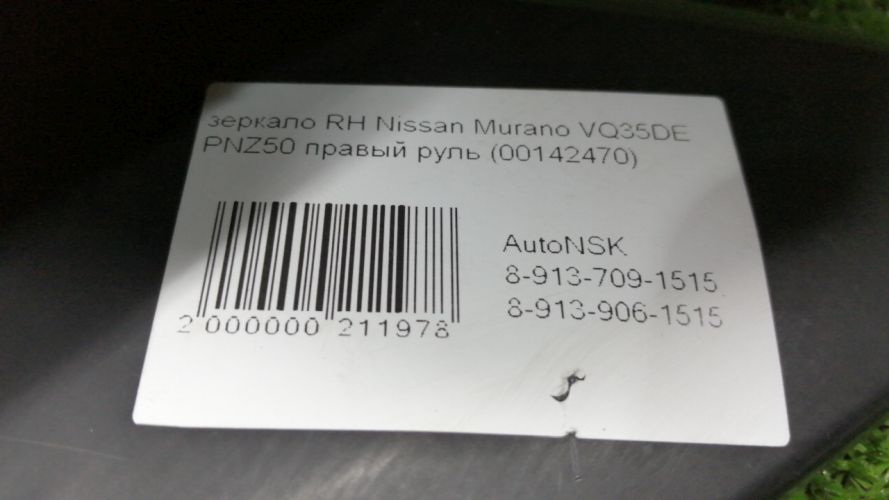 зеркало RH Nissan Murano VQ35DE
PNZ50 правый руль (00142470)
AutoNSK
8-913-709-1515
8-913-906-1515
2 000000 211978